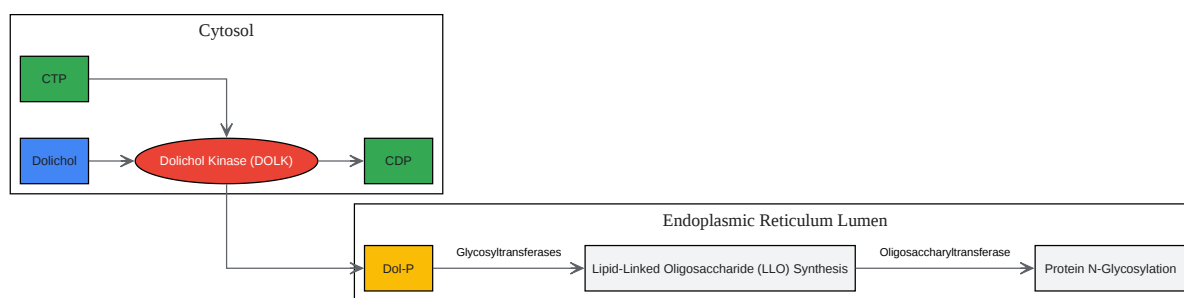 Cytosol
CTP
Dolichol
Dolichol Kinase (DOLK)
CDP
Endoplasmic Reticulum Lumen
Dol-P
Glycosyltransferases
Lipid-Linked Oligosaccharide (LLO) Synthesis
Oligosaccharyltransferase
Protein N-Glycosylation